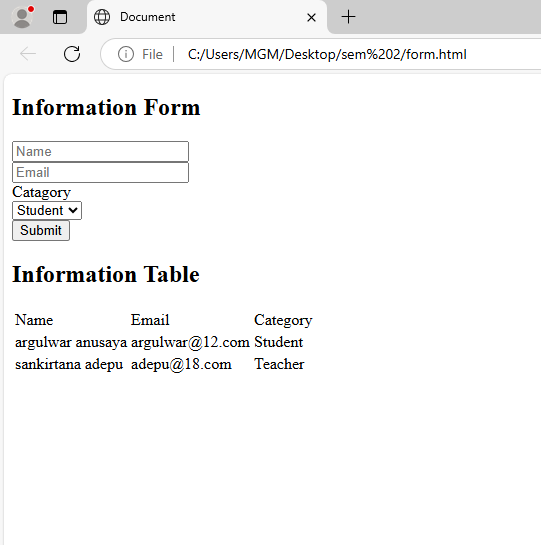 Document
File C:/Users/MGM/Desktop/sem%202/form.html
Information Form
Name
Email
Catagory
Student
Submit
Information Table
Name Email Category
argulwar anusaya argulwar@12.com Student
sankirtana adepu adepu@18.com Teacher